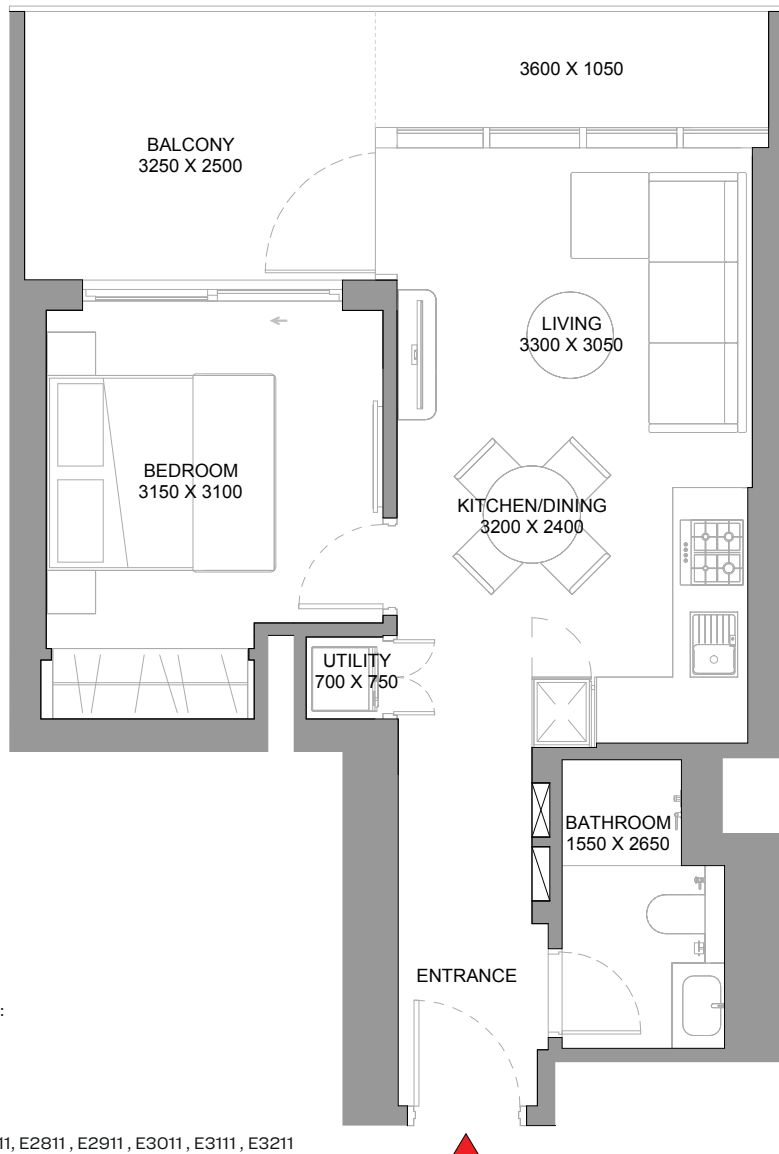 3600 X 1050
BALCONY
3250 X 2500
LIVING
3300 X 3050
BEDROOM
3150 X 3100
KITCHEN/DINING
3200 X 2400
UTILITY
700 X 750
BATHROOM
1550 X 2650
ENTRANCE
:
E2811 , E2911 , E3011 , E3111 , E3211